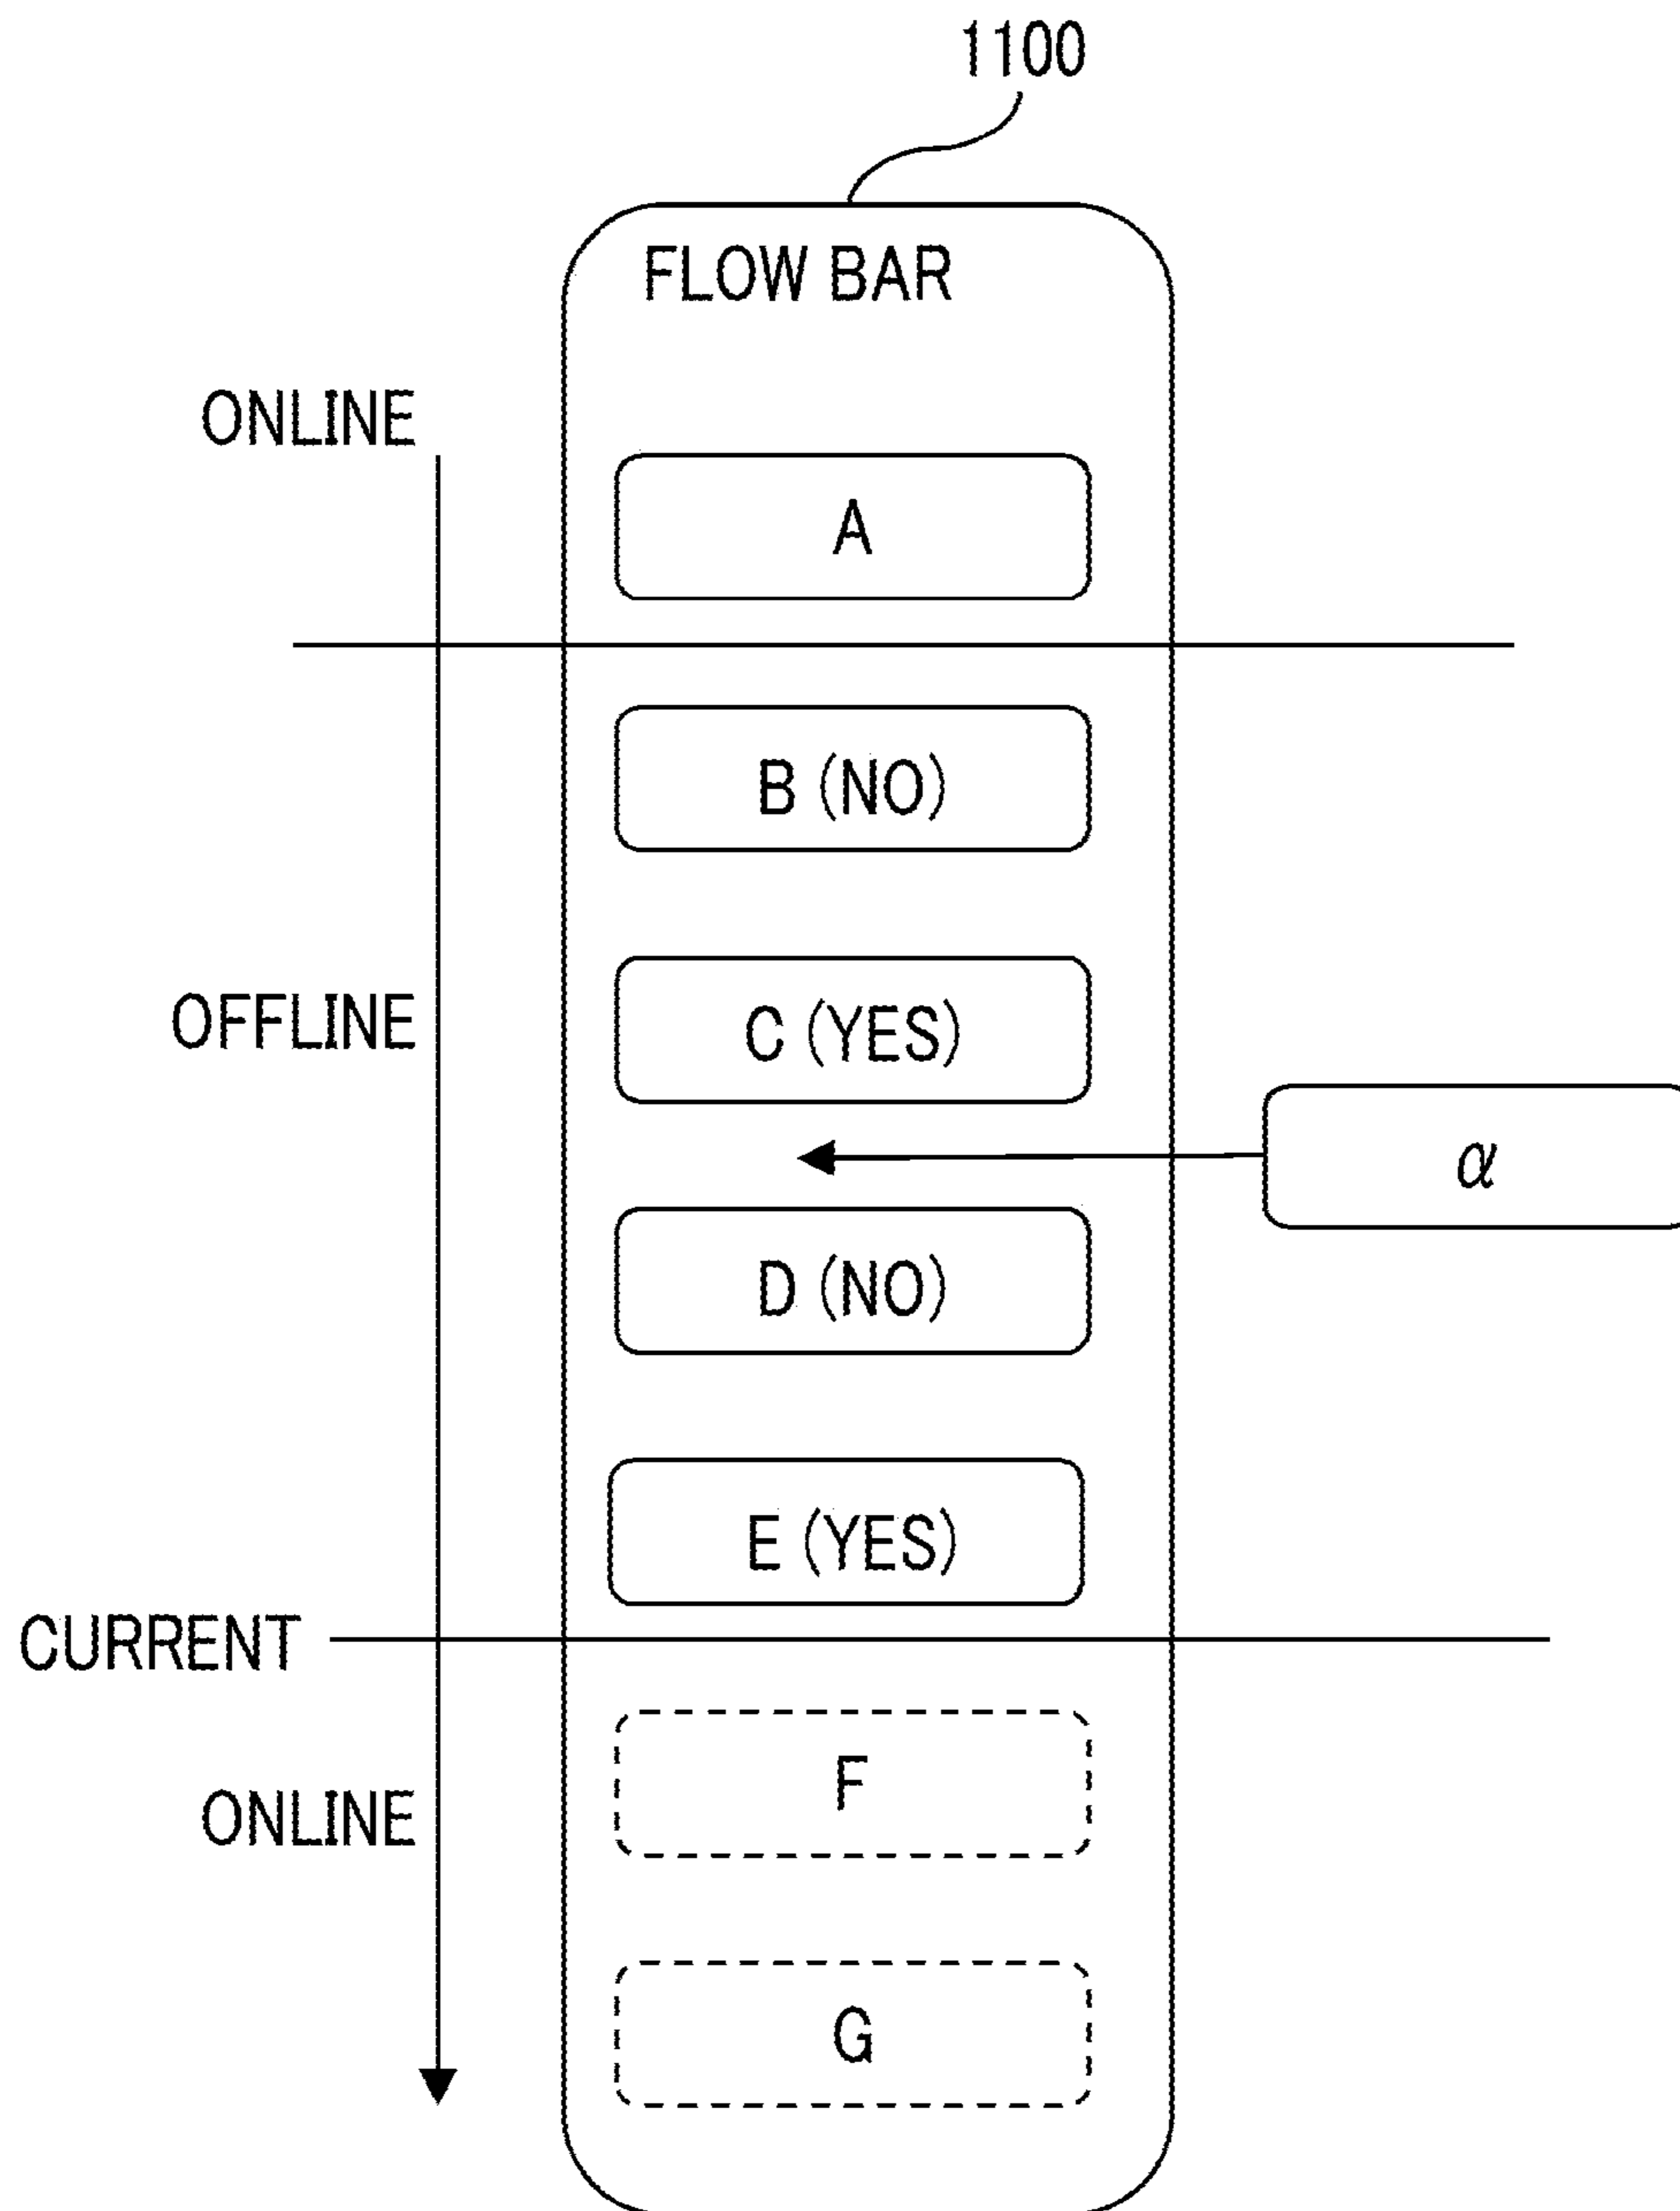 1100
FLOW BAR
ONLINE
A
B (NO)
OFFLINE
C (YES)
α
D (NO)
E (YES)
CURRENT
F
ONLINE
G